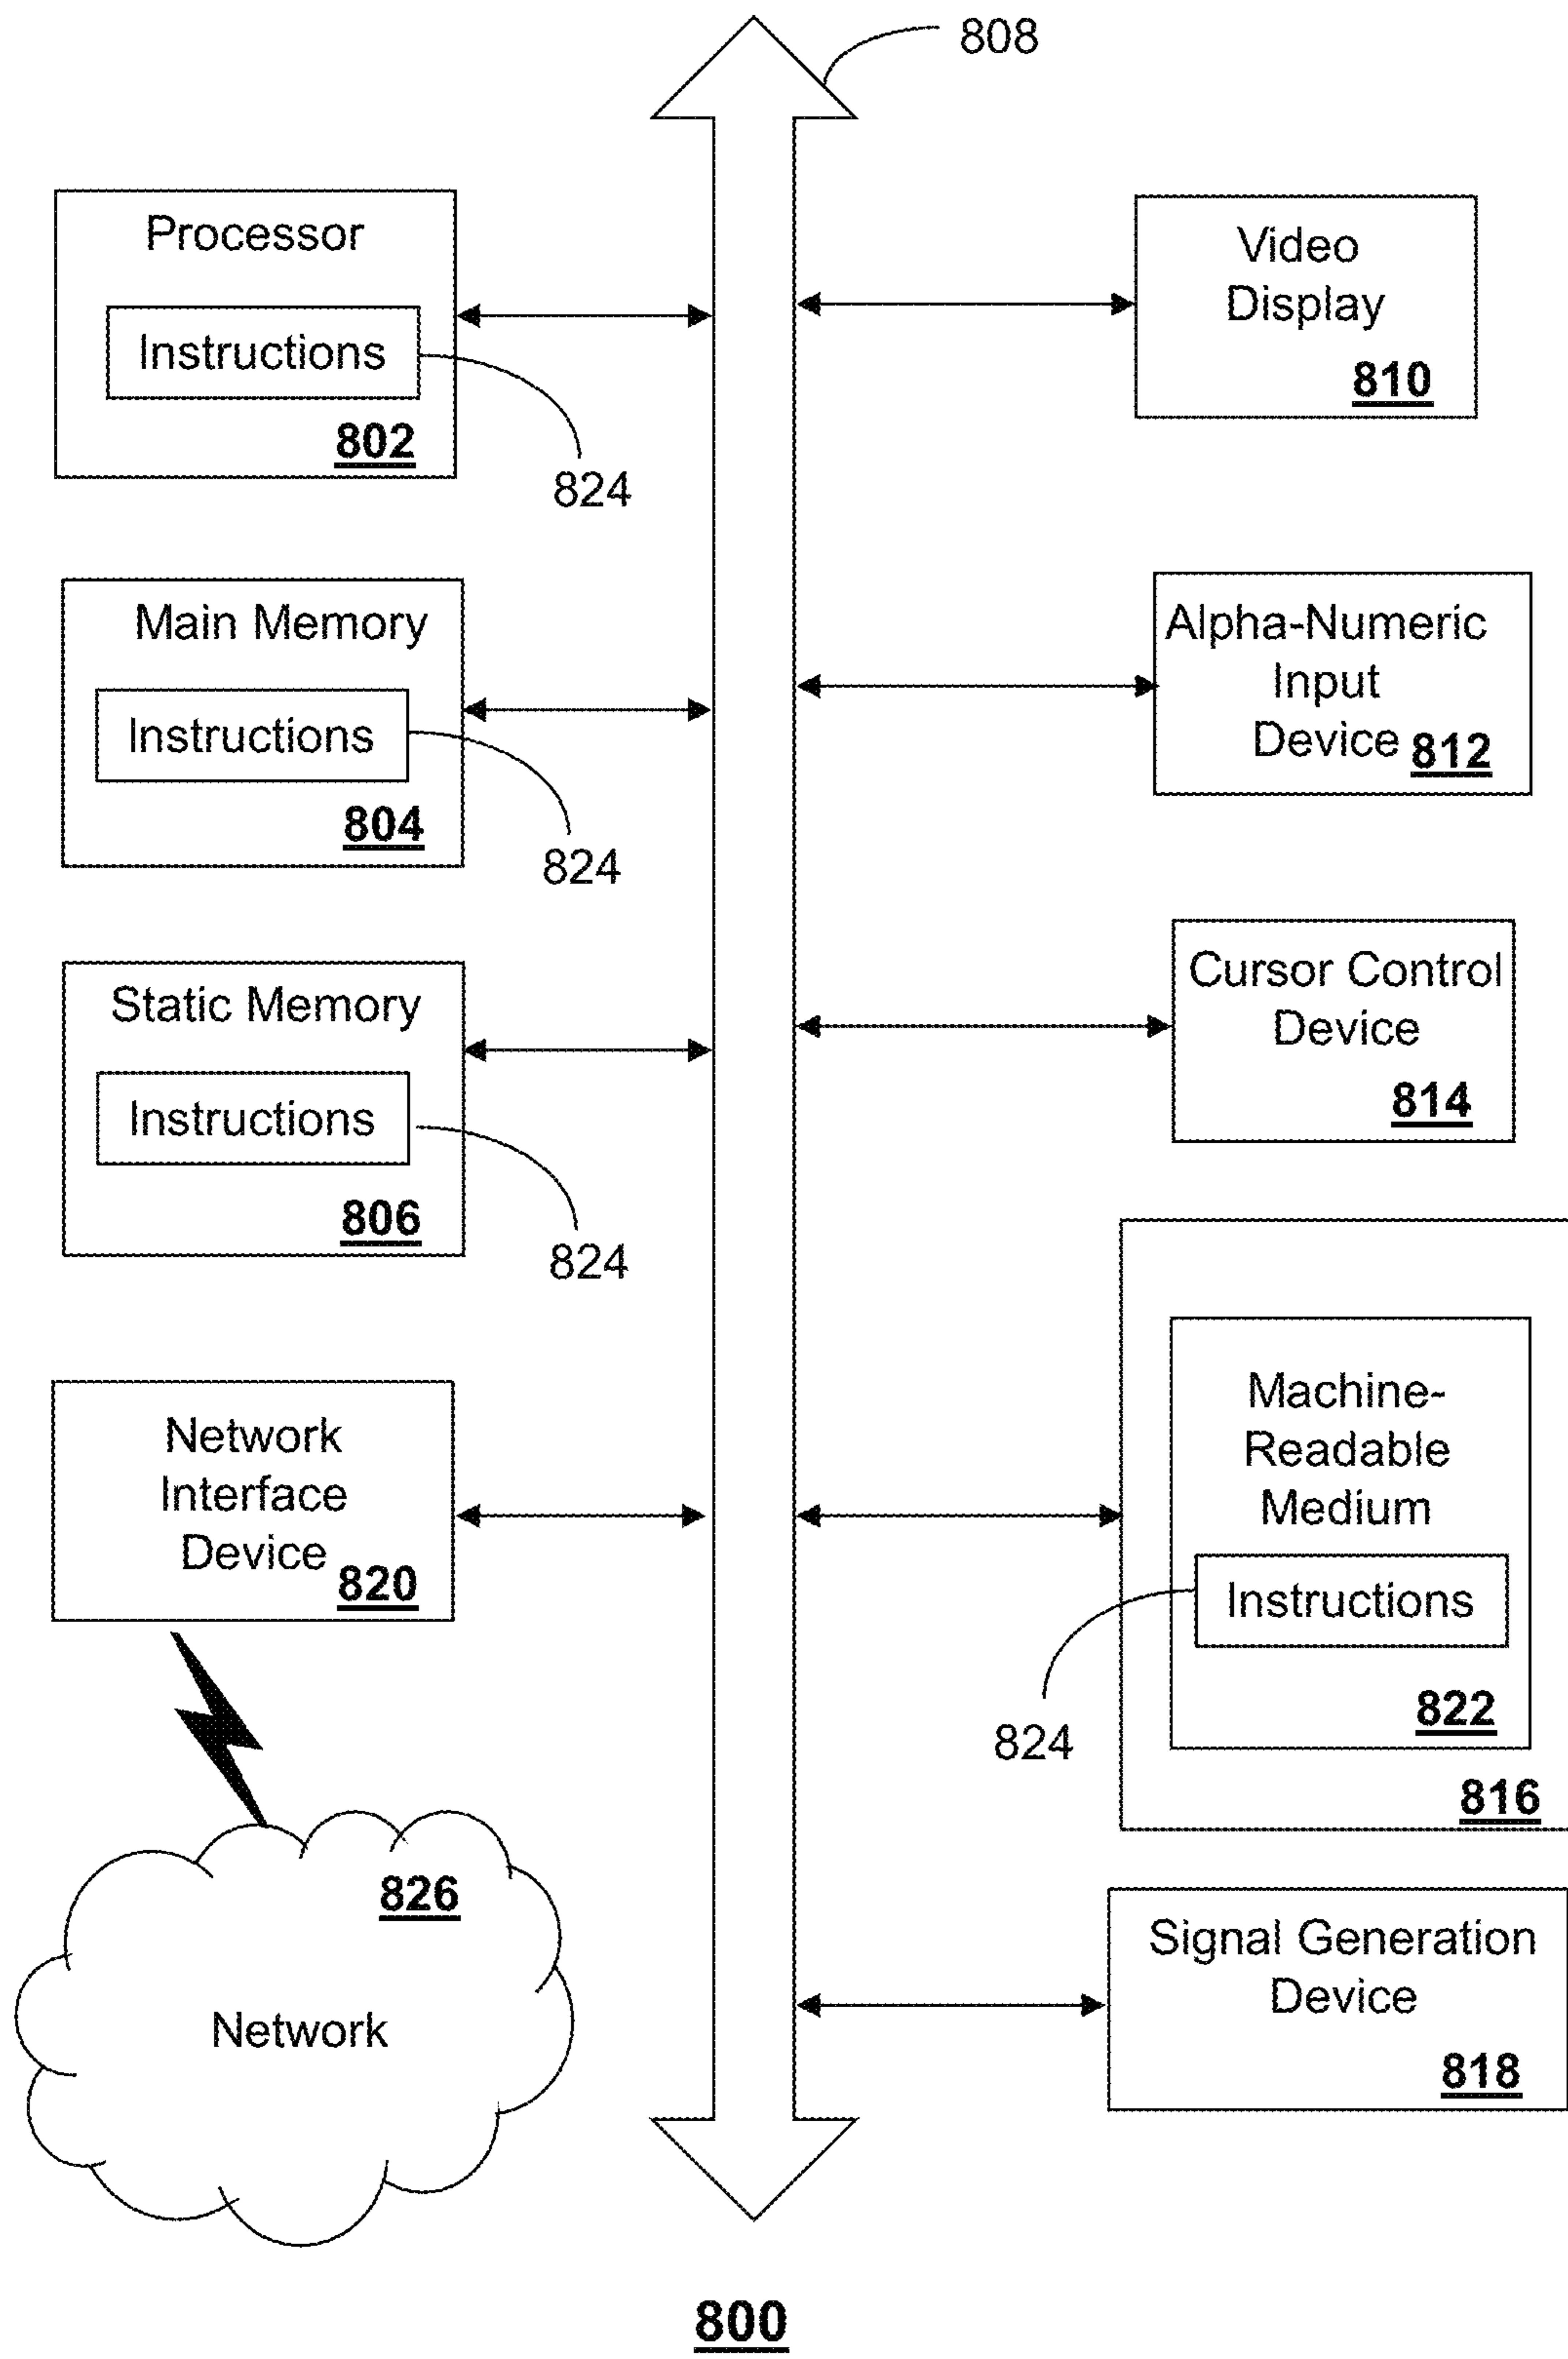 808
Processor
Instructions
802
824
Main Memory
Instructions
804
824
Static Memory
Instructions
806
824
Network
Interface
Device
820
826
Network
Video
Display
810
Alpha-Numeric
Input
Device 812
Cursor Control
Device
814
Machine-
Readable
Medium
Instructions
822
824
816
Signal Generation
Device
818
800